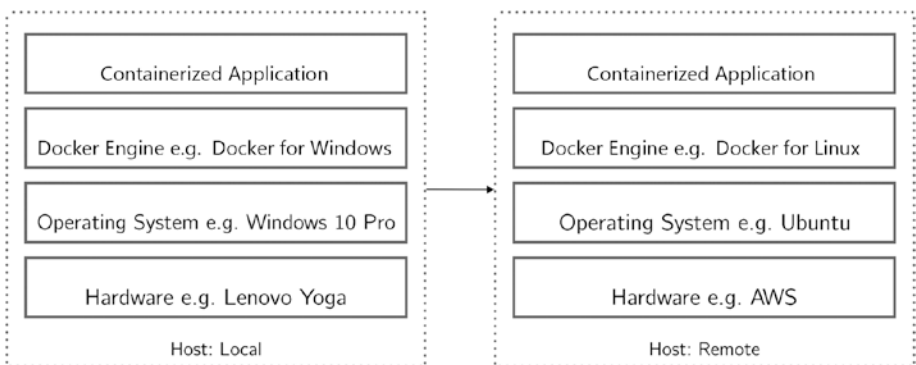 Containerized Application
Docker Engine e.g. Docker for Windows
Operating System e.g. Windows 10 Pro
Hardware e.g. Lenovo Yoga
Host: Local
Containerized Application
Docker Engine e.g. Docker for Linux
Operating System e.g. Ubuntu
Hardware e.g. AWS
Host: Remote